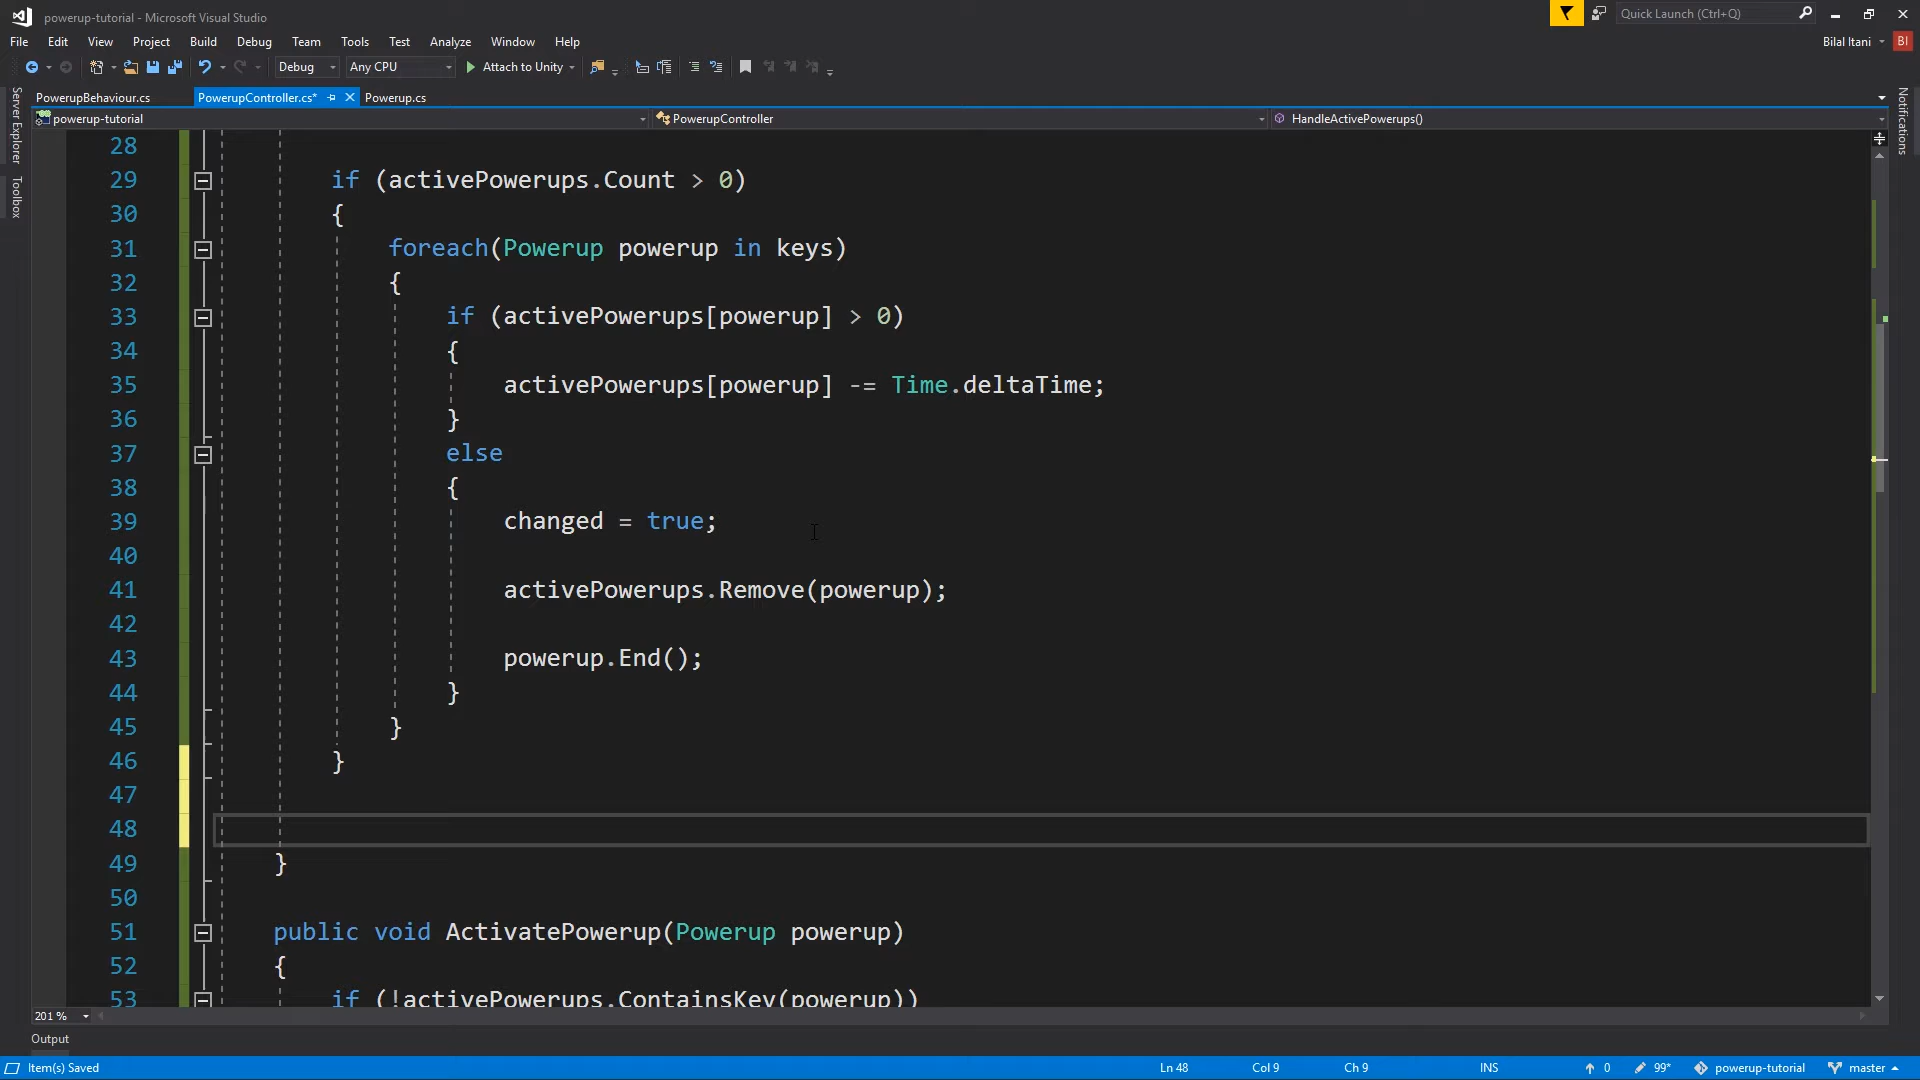 powerup-tutorial - Microsoft Visual Studio
Quick Launch (Ctrl+Q)
File Edit View Project Build Debug Team Tools Test Analyze Window Help
Bilal Itani BI
Debug Any CPU Attach to Unity
PowerupBehaviour.cs PowerupController.cs* Powerup.cs
powerup-tutorial PowerupController HandleActivePowerups()
Server Explorer
Toolbox
Notifications
28
29 if (activePowerups.Count > 0)
30 {
31 foreach(Powerup powerup in keys)
32 {
33 if (activePowerups[powerup] > 0)
34 {
35 activePowerups[powerup] -= Time.deltaTime;
36 }
37 else
38 {
39 changed = true;
40
41 activePowerups.Remove(powerup);
42
43 powerup.End();
44 }
45 }
46 }
47
48
49 }
50
51 public void ActivatePowerup(Powerup powerup)
52 {
53 if (!activePowerups.ContainsKey(powerup))
201 %
Output
Item(s) Saved Ln 48 Col 9 Ch 9 INS 0 99* powerup-tutorial master